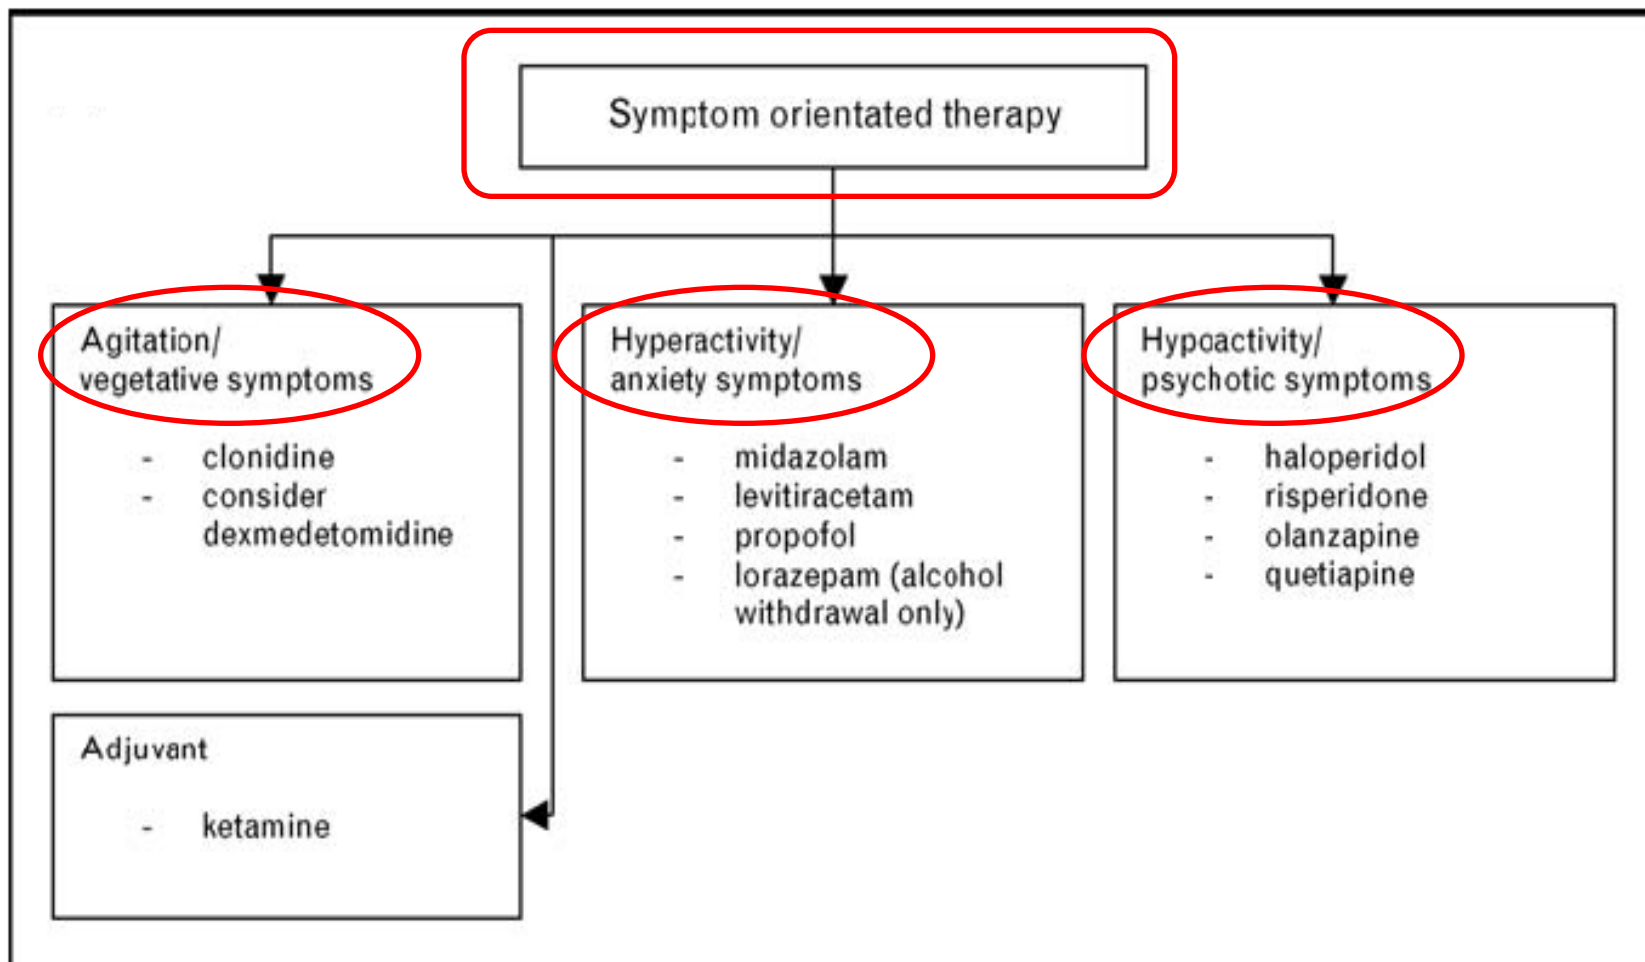 Symptom orientated therapy
Agitation/
vegetative symptoms
- clonidine
- consider
dexmedetomidine
Hyperactivity/
anxiety symptoms
- midazolam
- levitiracetam
- propofol
- lorazepam (alcohol
withdrawal only)
Hypoactivity/
psychotic symptoms
- haloperidol
- risperidone
- olanzapine
- quetiapine
Adjuvant
- ketamine